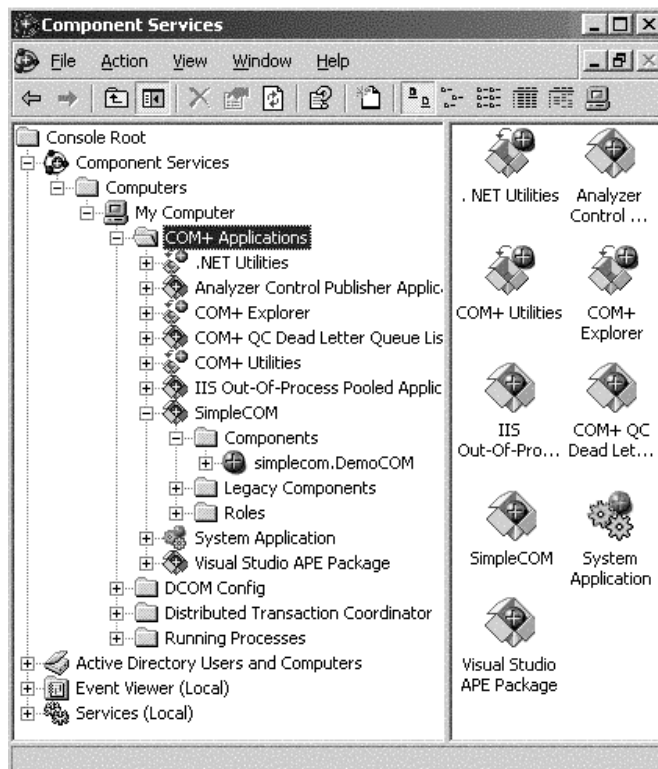 Component Services
File Action View Window Help
Console Root
Component Services
Computers
My Computer
COM+ Applications
.NET Utilities
Analyzer Control Publisher Applic
COM+ Explorer
COM+ QC Dead Letter Queue Lis
COM+ Utilities
IIS Out-Of-Process Pooled Applic
SimpleCOM
Components
simplecom.DemoCOM
Legacy Components
Roles
System Application
Visual Studio APE Package
DCOM Config
Distributed Transaction Coordinator
Running Processes
Active Directory Users and Computers
Event Viewer (Local)
Services (Local)
. NET Utilities
Analyzer
Control ...
COM+ Utilities
COM+
Explorer
IIS
Out-Of-Pro...
COM+ QC
Dead Let...
SimpleCOM
System
Application
Visual Studio
APE Package